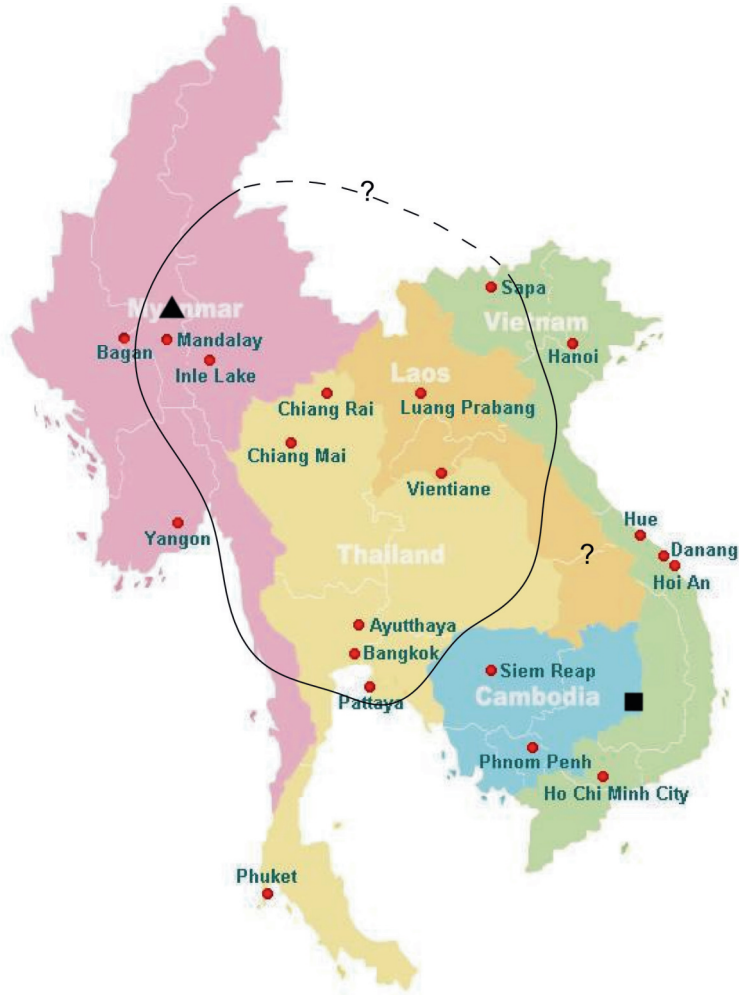 ?
Sapa
Myanmar
Vietnam
Bagan
Mandalay
Hanoi
Inle Lake
Laos
Chiang Rai
Luang Prabang
Chiang Mai
Vientiane
Hue
Yangon
Thailand
?
Danang
Hoi An
Ayutthaya
Bangkok
Siem Reap
Pattaya
Cambodia
Phnom Penh
Ho Chi Minh City
Phuket